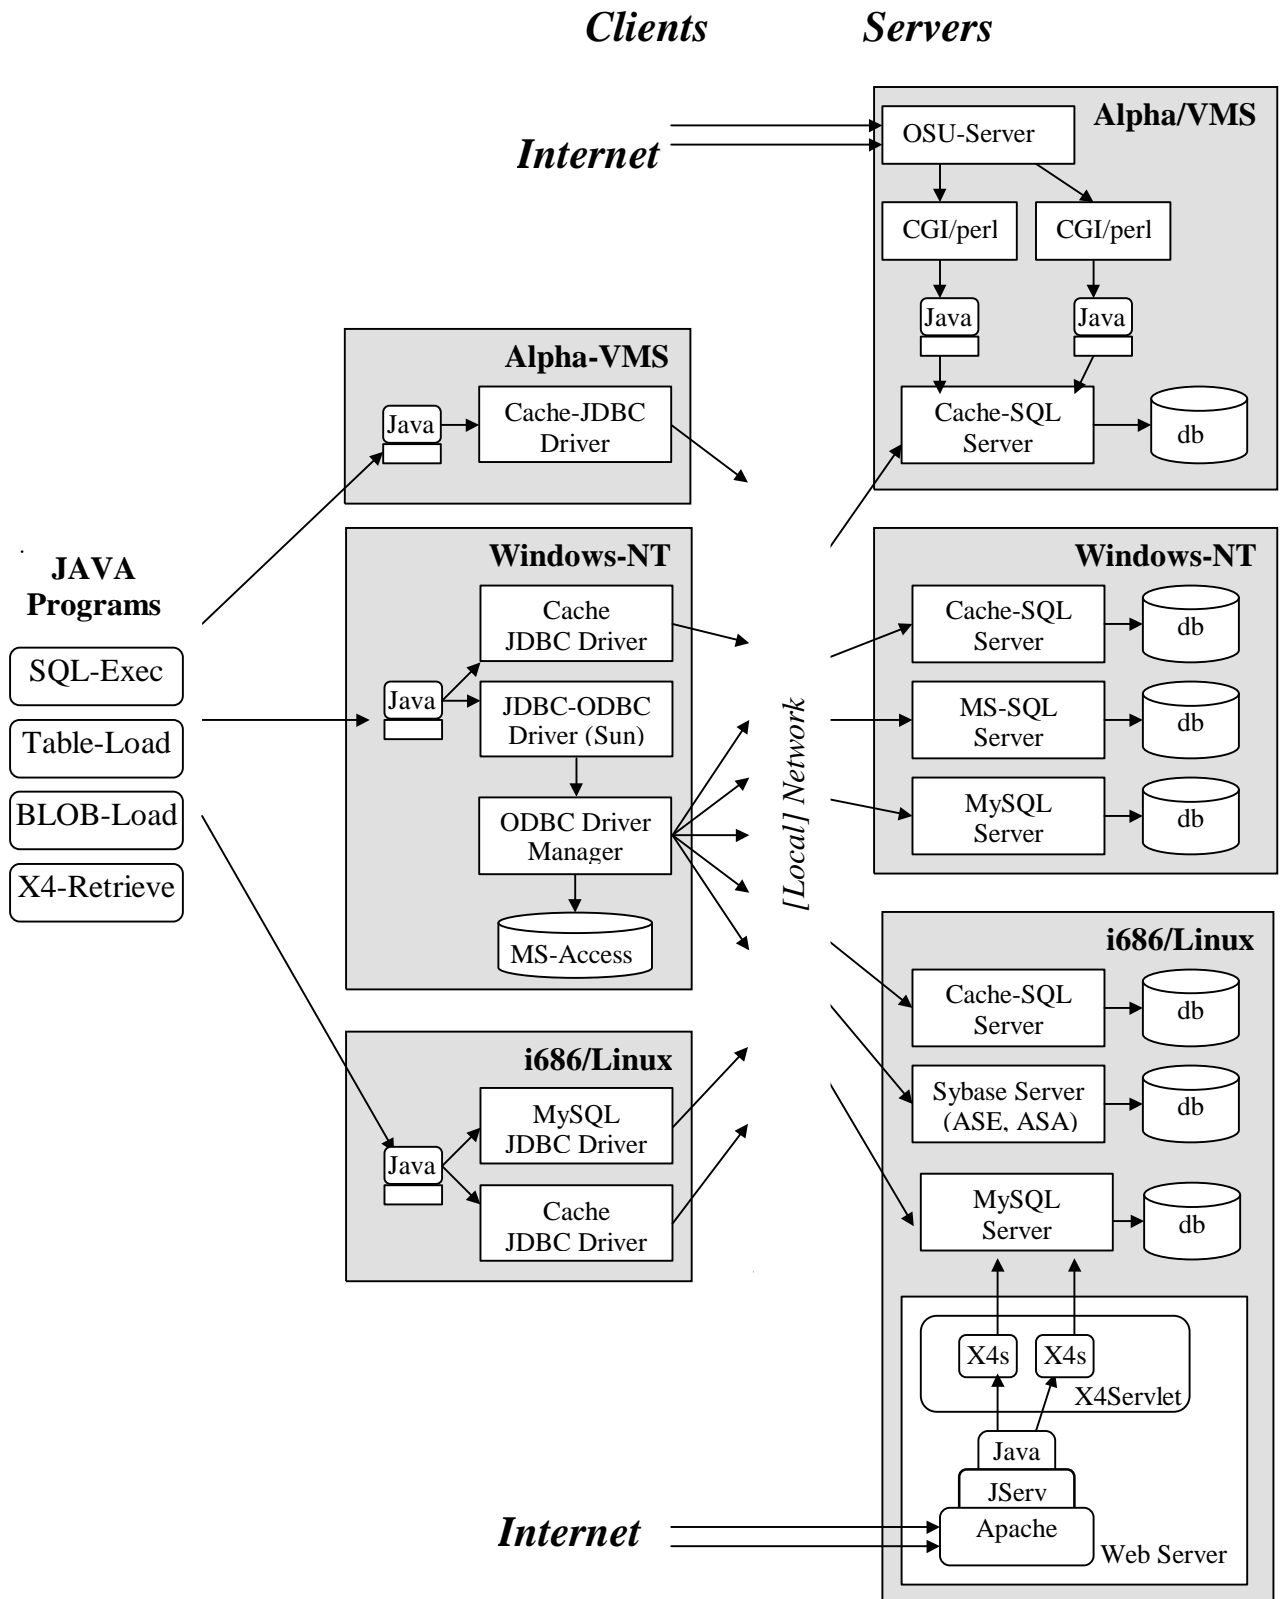 Clients
Servers
Internet
Alpha/VMS
OSU-Server
CGI/perl
CGI/perl
Java
Java
Cache-SQL
Server
db
Alpha-VMS
Java
Cache-JDBC
Driver
JAVA
Programs
SQL-Exec
Table-Load
BLOB-Load
X4-Retrieve
Windows-NT
Cache
JDBC Driver
Java
JDBC-ODBC
Driver (Sun)
ODBC Driver
Manager
MS-Access
i686/Linux
MySQL
JDBC Driver
Java
Cache
JDBC Driver
[Local] Network
Windows-NT
Cache-SQL
Server
db
MS-SQL
Server
db
MySQL
Server
db
i686/Linux
Cache-SQL
Server
db
Sybase Server
(ASE, ASA)
db
MySQL
Server
db
X4s
X4s
X4Servlet
Java
JServ
Apache
Web Server
Internet